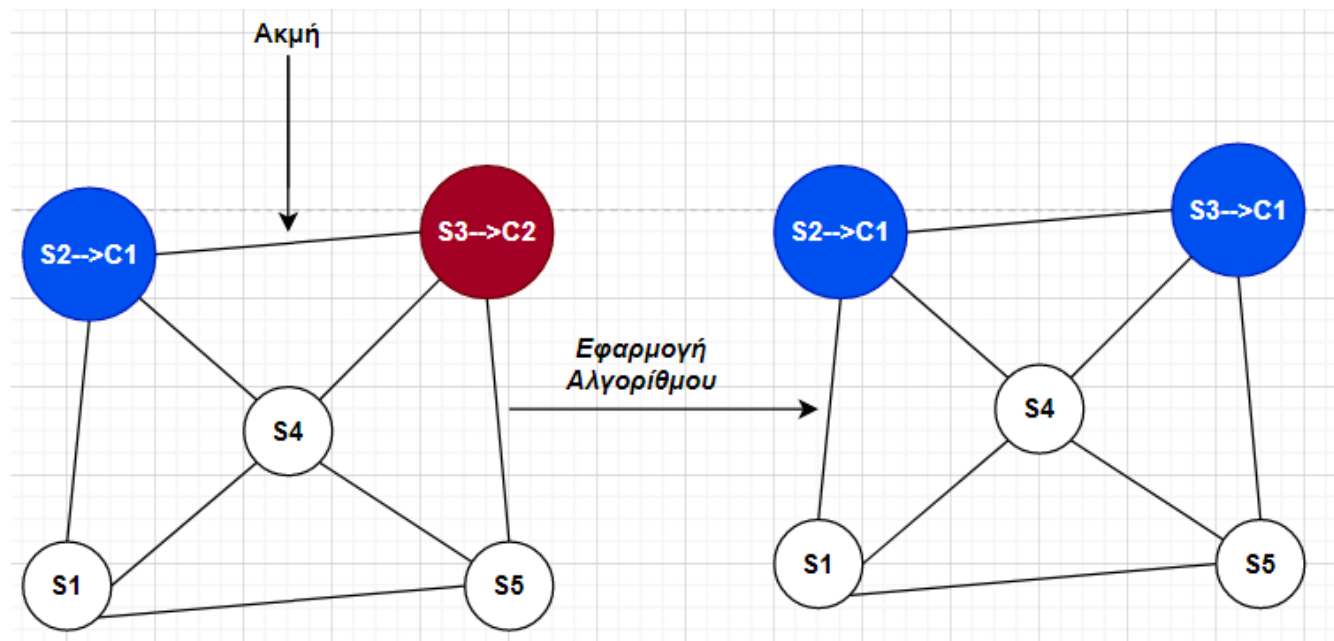 Ακμή
S2-->C1
S3-->C2
S4
S1
S5
Εφαρμογή
Αλγορίθμου
S2-->C1
S3-->C1
S4
S1
S5